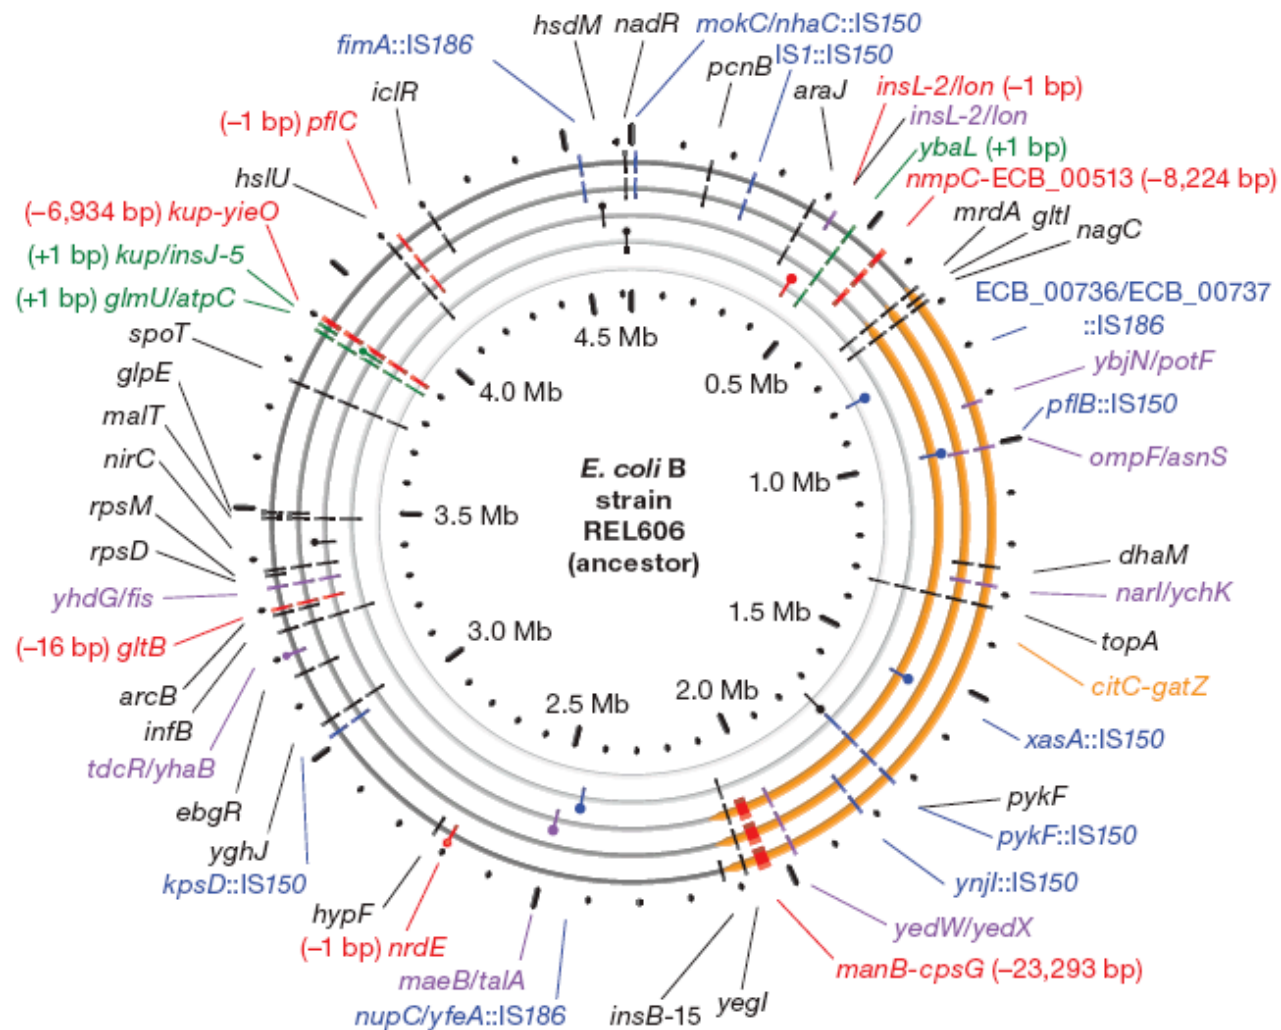 hsdM
nadR
mokC/nhaC::IS150
fimA::IS186
IS1::IS150
pcnB
iclR
araJ
insL-2/lon (–1 bp)
(–1 bp) pflC
insL-2/lon
ybaL (+1 bp)
hslU
nmpC-ECB_00513 (–8,224 bp)
(–6,934 bp) kup-yieO
mrdA
gltI
nagC
(+1 bp) kup/insJ-5
ECB_00736/ECB_00737
::IS186
(+1 bp) glmU/atpC
spoT
ybjN/potF
glpE
pflB::IS150
malT
ompF/asnS
nirC
rpsM
rpsD
dhaM
yhdG/fis
narI/ychK
(–16 bp) gltB
topA
arcB
citC-gatZ
infB
xasA::IS150
tdcR/yhaB
ebgR
pykF
yghJ
pykF::IS150
kpsD::IS150
ynjI::IS150
hypF
yedW/yedX
(–1 bp) nrdE
manB-cpsG (–23,293 bp)
maeB/talA
yegI
nupC/yfeA::IS186
insB-15
4.5 Mb
0.5 Mb
4.0 Mb
1.0 Mb
3.5 Mb
1.5 Mb
3.0 Mb
2.0 Mb
2.5 Mb
E. coli B
strain
REL606
(ancestor)